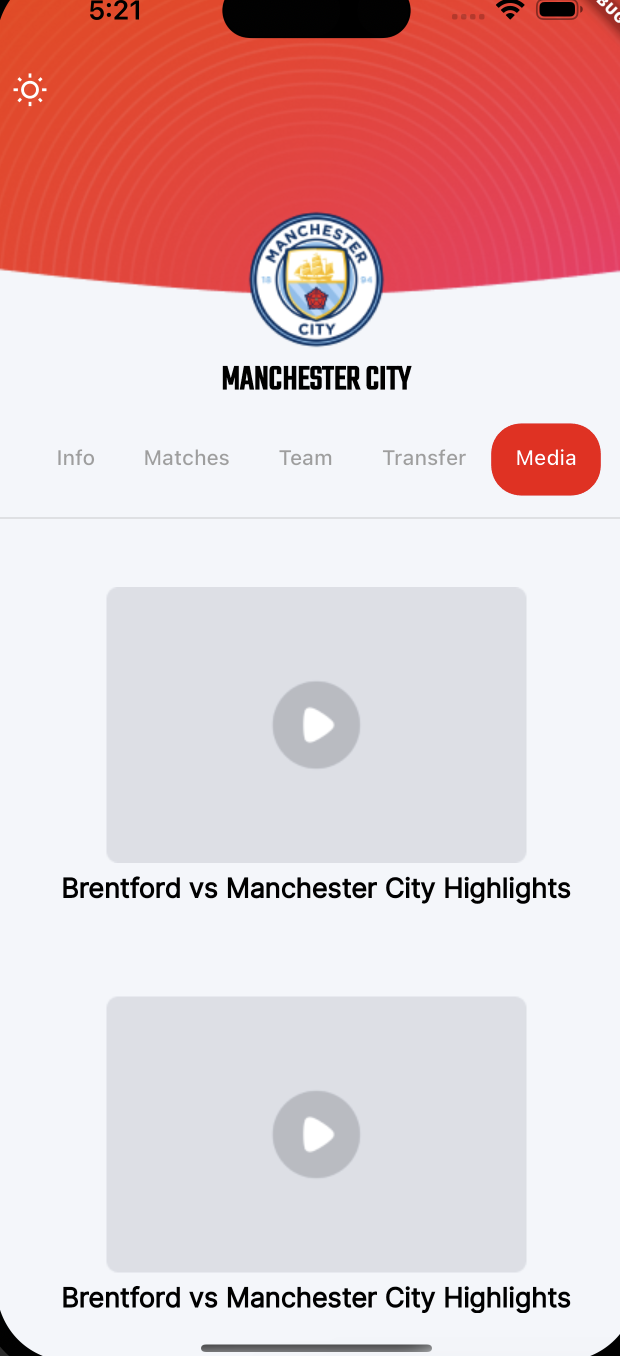 5:21
MANCHESTER
18 94
CITY
MANCHESTER CITY
Info Matches Team Transfer Media
Brentford vs Manchester City Highlights
Brentford vs Manchester City Highlights